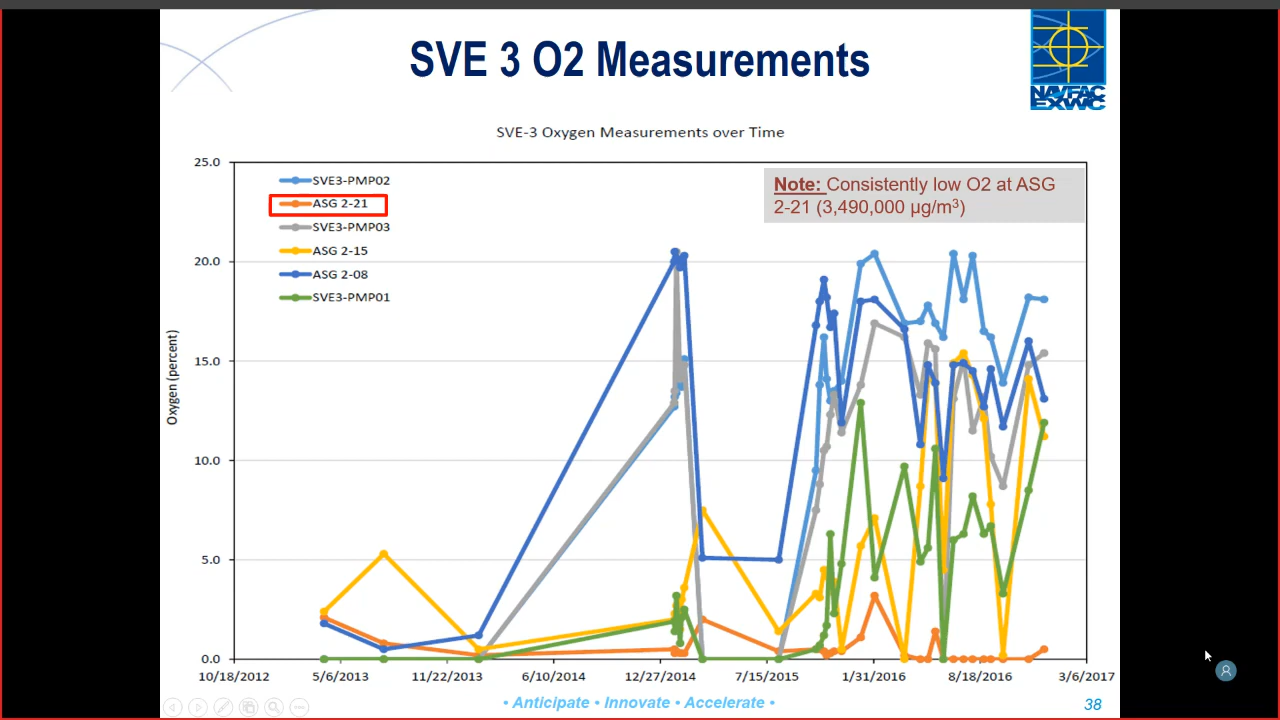 SVE 3 O2 Measurements
NAVFAC
EXWC
SVE-3 Oxygen Measurements over Time
25.0
20.0
15.0
10.0
5.0
0.0
Oxygen (percent)
SVE3-PMP02
ASG 2-21
SVE3-PMP03
ASG 2-15
ASG 2-08
SVE3-PMP01
Note: Consistently low O2 at ASG
2-21 (3,490,000 µg/m³)
10/18/2012 5/6/2013 11/22/2013 6/10/2014 12/27/2014 7/15/2015 1/31/2016 8/18/2016 3/6/2017
• Anticipate • Innovate • Accelerate •
38